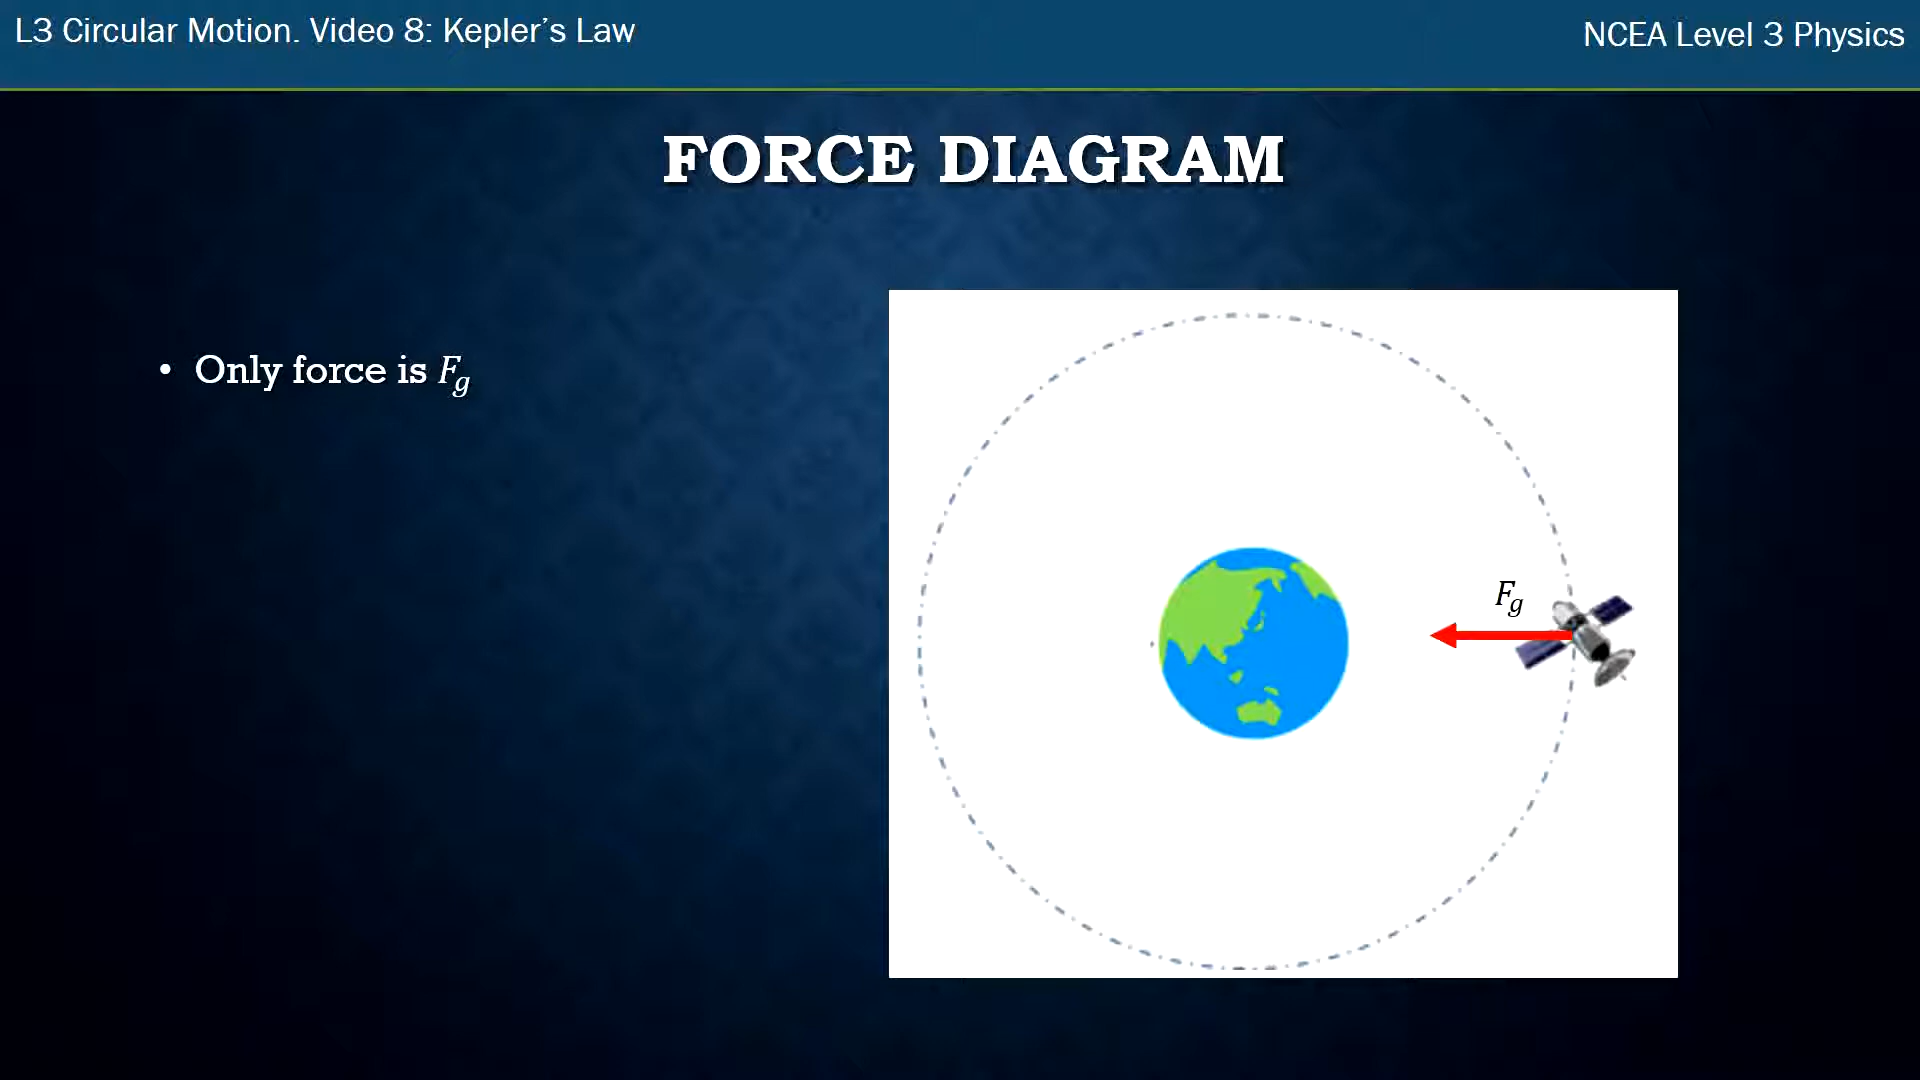 L3 Circular Motion. Video 8: Kepler’s Law
NCEA Level 3 Physics
FORCE DIAGRAM
• Only force is F_g
F_g